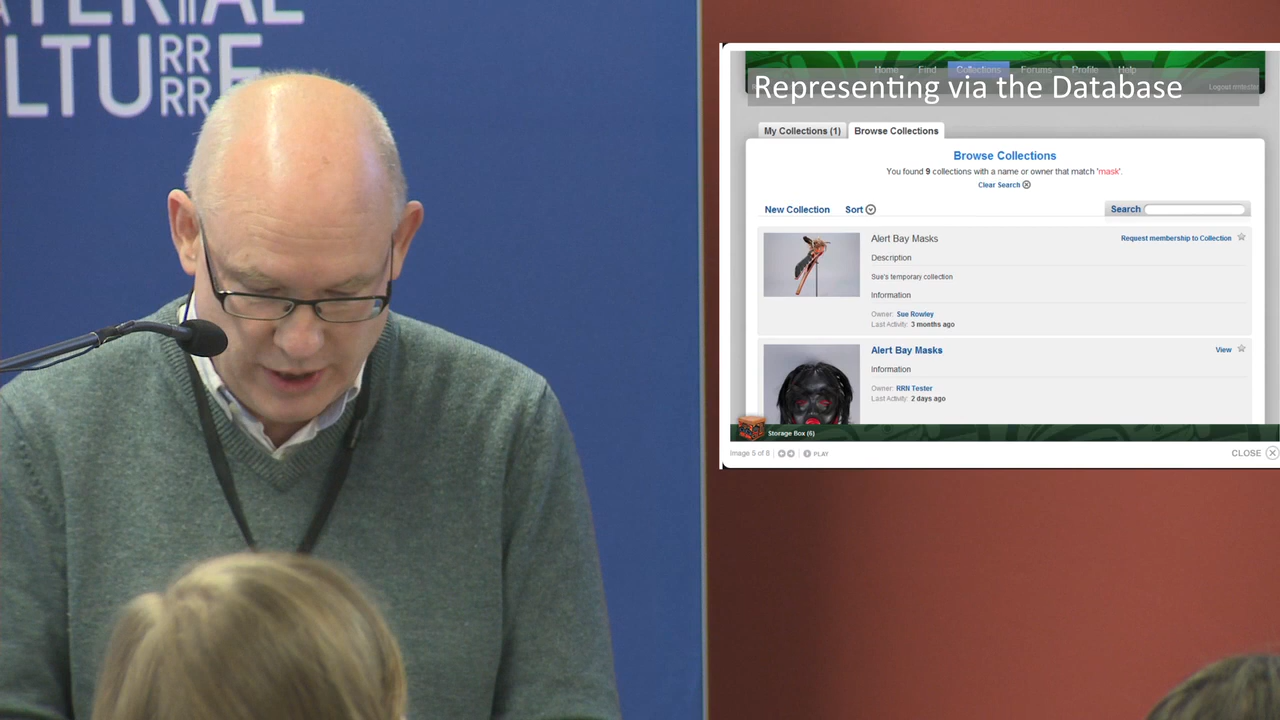 TERIAL
LTURE
RR
Home Find Collections Forums Profile Help
Representing via the Database
My Collections (1) Browse Collections
Browse Collections
You found 9 collections with a name or owner that match 'mask'.
Clear Search
New Collection Sort Search
Alert Bay Masks Request membership to Collection
Description
Sue's temporary collection
Information
Owner: Sue Rowley
Last Activity: 3 months ago
Alert Bay Masks View
Information
Owner: RRN Tester
Last Activity: 2 days ago
Storage Box (6)
Image 5 of 8 PLAY CLOSE